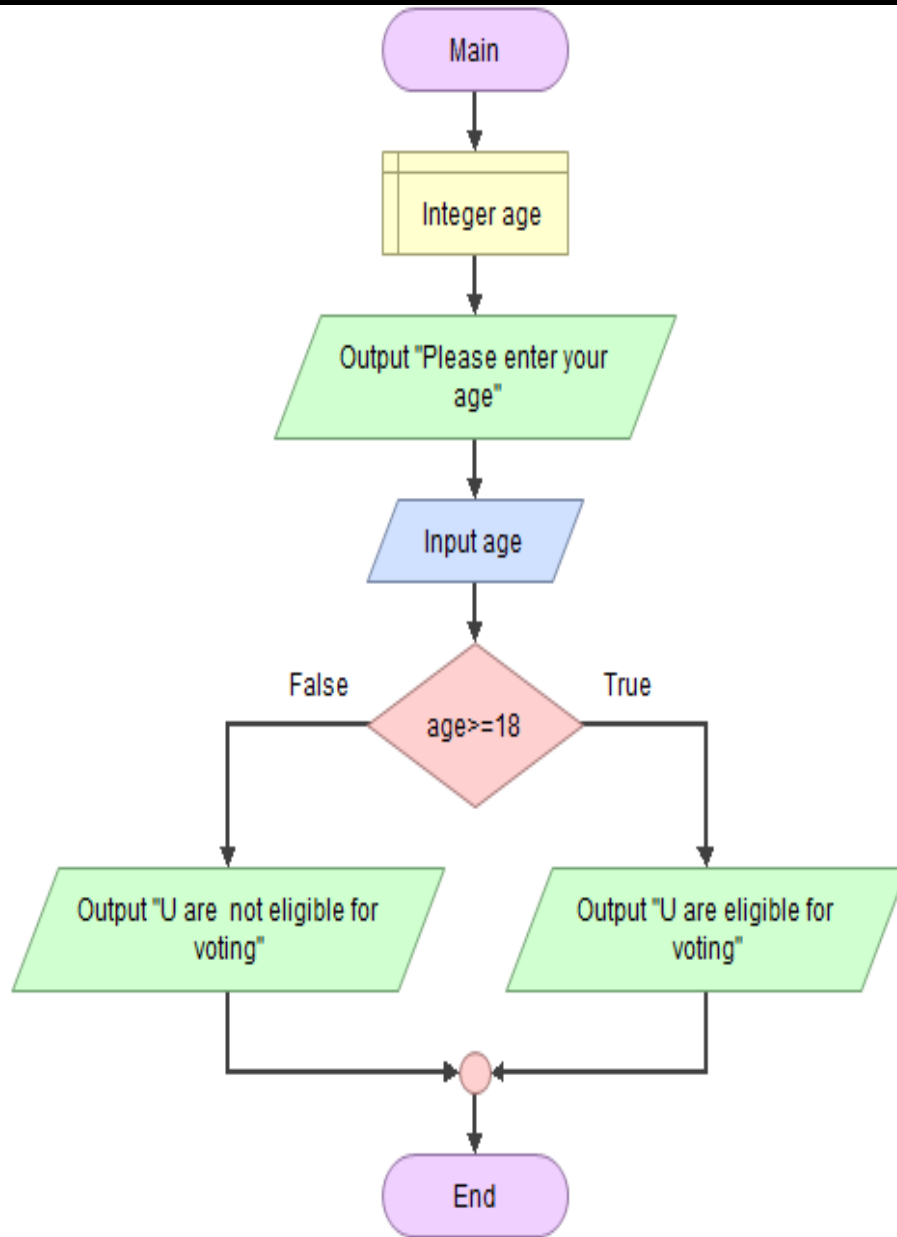 Main
Integer age
Output "Please enter your
age"
Input age
False
True
age>=18
Output "U are  not eligible for
voting"
Output "U are eligible for
voting"
End